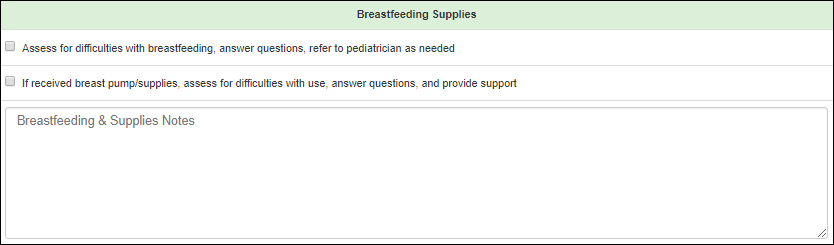 Breastfeeding Supplies
Assess for difficulties with breastfeeding, answer questions, refer to pediatrician as needed
If received breast pump/supplies, assess for difficulties with use, answer questions, and provide support
Breastfeeding & Supplies Notes